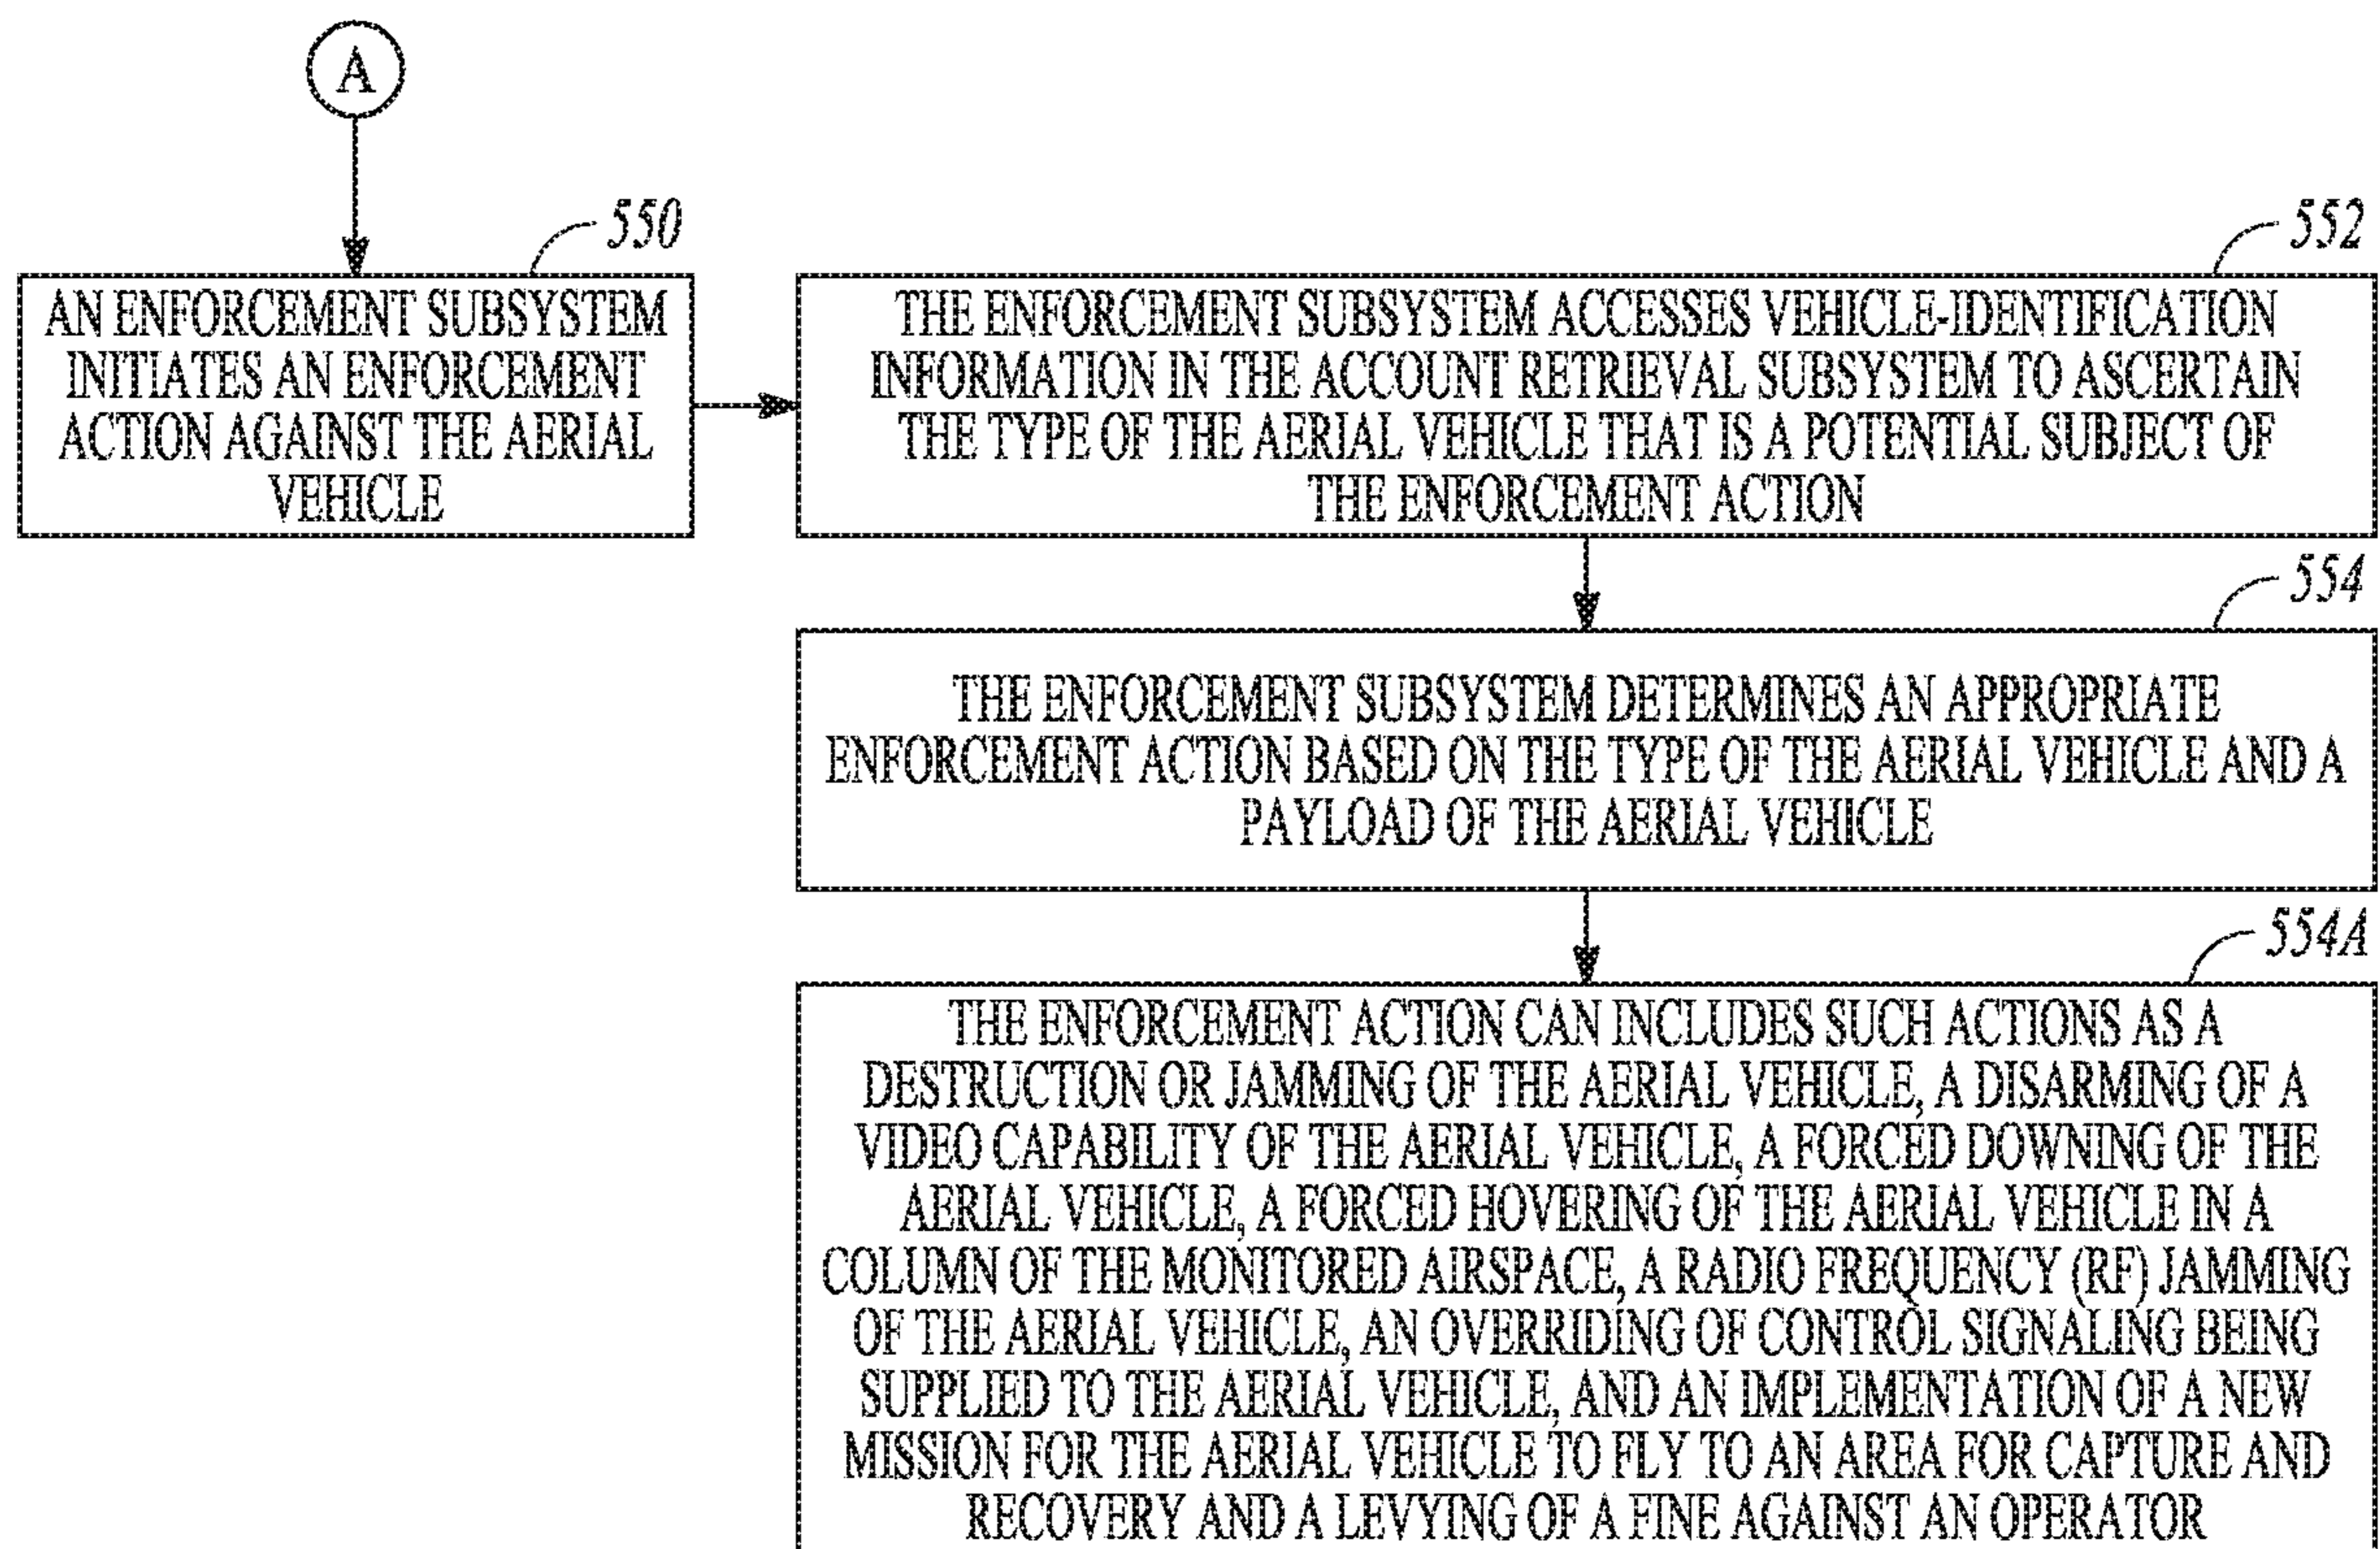 A
550
AN ENFORCEMENT SUBSYSTEM
INITIATES AN ENFORCEMENT
ACTION AGAINST THE AERIAL
VEHICLE
552
THE ENFORCEMENT SUBSYSTEM ACCESSES VEHICLE-IDENTIFICATION
INFORMATION IN THE ACCOUNT RETRIEVAL SUBSYSTEM TO ASCERTAIN
THE TYPE OF THE AERIAL VEHICLE THAT IS A POTENTIAL SUBJECT OF
THE ENFORCEMENT ACTION
554
THE ENFORCEMENT SUBSYSTEM DETERMINES AN APPROPRIATE
ENFORCEMENT ACTION BASED ON THE TYPE OF THE AERIAL VEHICLE AND A
PAYLOAD OF THE AERIAL VEHICLE
554A
THE ENFORCEMENT ACTION CAN INCLUDES SUCH ACTIONS AS A
DESTRUCTION OR JAMMING OF THE AERIAL VEHICLE, A DISARMING OF A
VIDEO CAPABILITY OF THE AERIAL VEHICLE, A FORCED DOWNING OF THE
AERIAL VEHICLE, A FORCED HOVERING OF THE AERIAL VEHICLE IN A
COLUMN OF THE MONITORED AIRSPACE, A RADIO FREQUENCY (RF) JAMMING
OF THE AERIAL VEHICLE, AN OVERRIDING OF CONTROL SIGNALING BEING
SUPPLIED TO THE AERIAL VEHICLE, AND AN IMPLEMENTATION OF A NEW
MISSION FOR THE AERIAL VEHICLE TO FLY TO AN AREA FOR CAPTURE AND
RECOVERY AND A LEVYING OF A FINE AGAINST AN OPERATOR